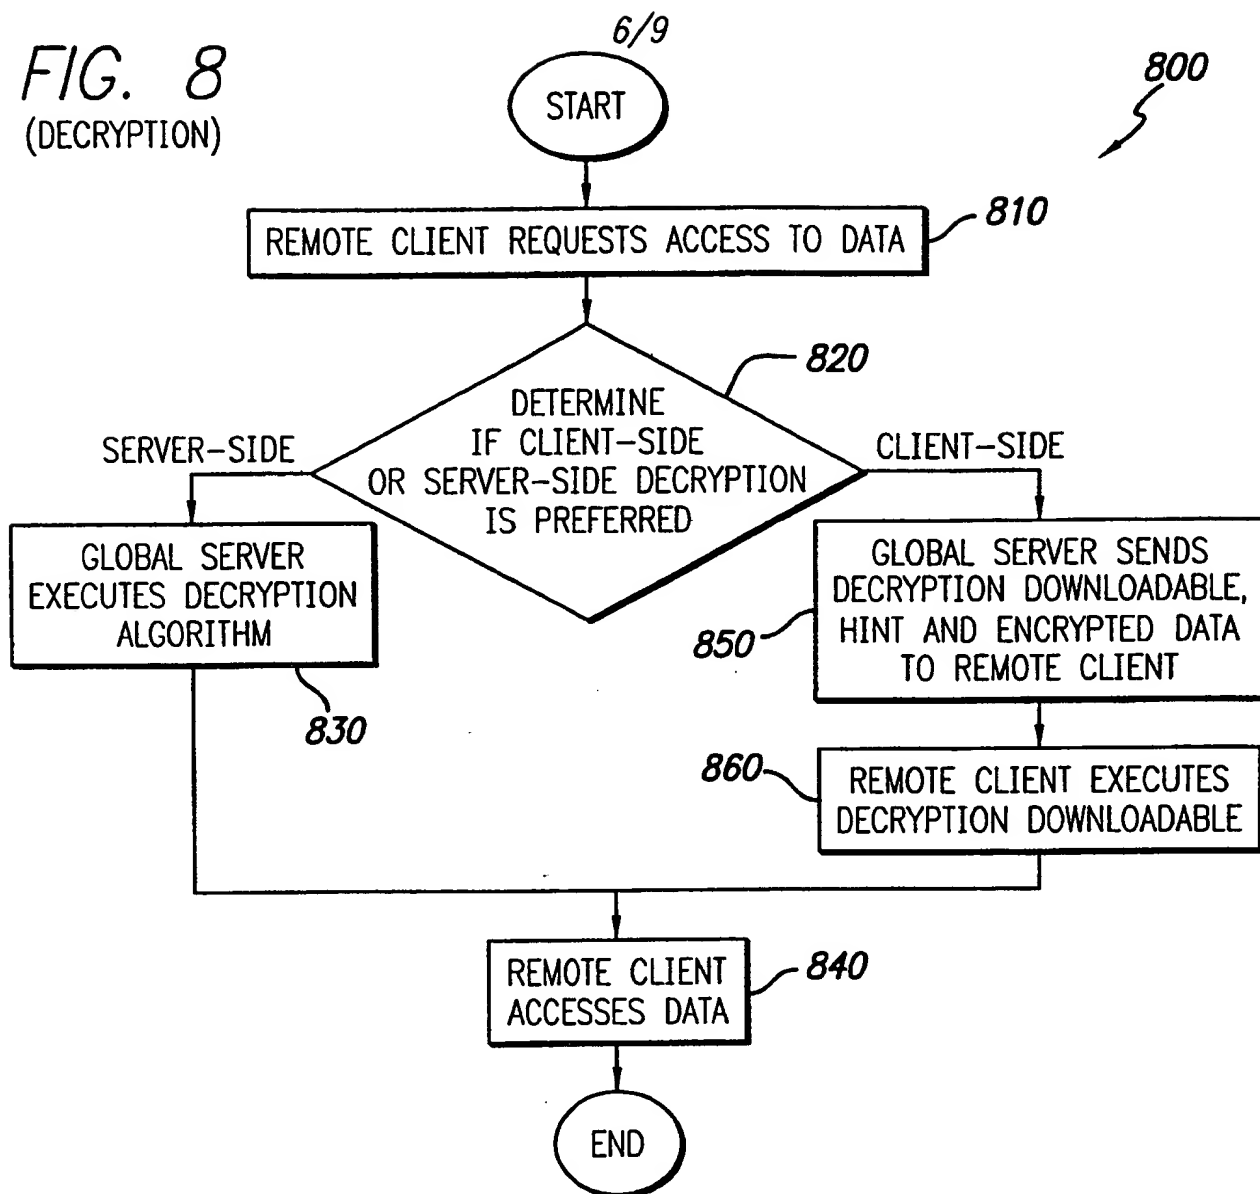 6/9
FIG. 8
(DECRYPTION)
800
START
810
REMOTE CLIENT REQUESTS ACCESS TO DATA
820
DETERMINE
IF CLIENT-SIDE
OR SERVER-SIDE DECRYPTION
IS PREFERRED
SERVER-SIDE
CLIENT-SIDE
GLOBAL SERVER
EXECUTES DECRYPTION
ALGORITHM
830
GLOBAL SERVER SENDS
DECRYPTION DOWNLOADABLE,
HINT AND ENCRYPTED DATA
TO REMOTE CLIENT
850
860
REMOTE CLIENT EXECUTES
DECRYPTION DOWNLOADABLE
REMOTE CLIENT
ACCESSES DATA
840
END